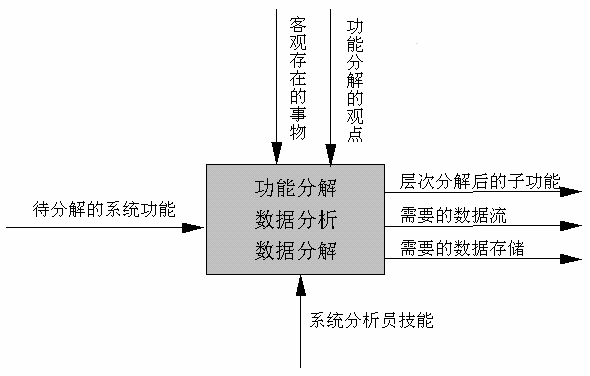 客观存在的事物
功能分解的观点
功能分解
数据分析
数据分解
待分解的系统功能
层次分解后的子功能
需要的数据流
需要的数据存储
系统分析员技能